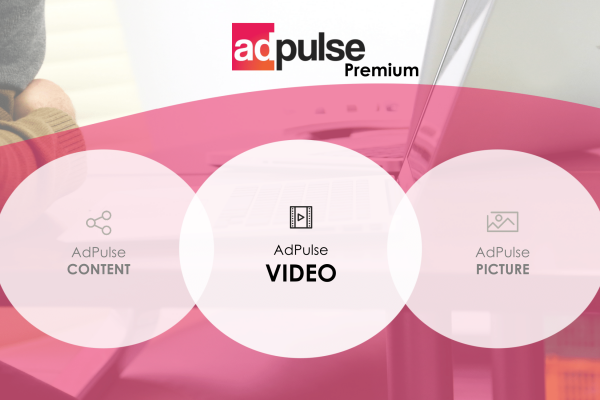 adpulse
Premium
AdPulse
CONTENT
AdPulse
VIDEO
AdPulse
PICTURE